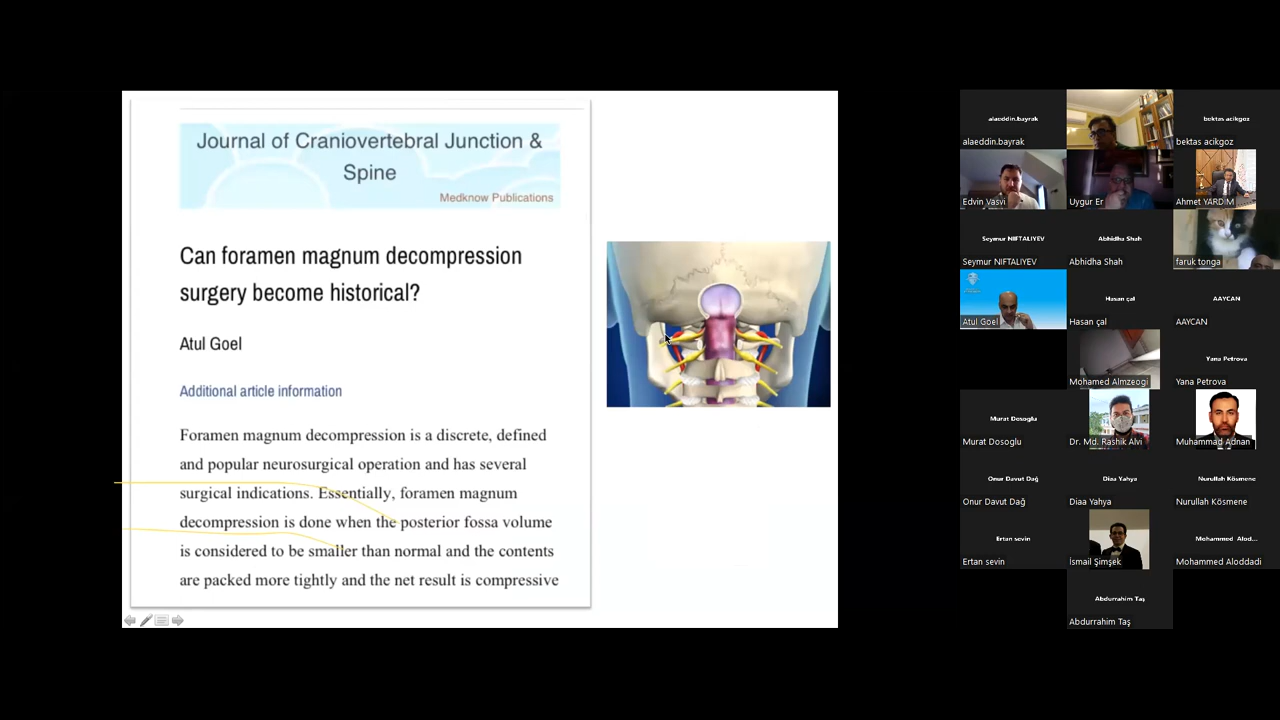 Journal of Craniovertebral Junction &
Spine
Medknow Publications
Can foramen magnum decompression
surgery become historical?
Atul Goel
Additional article information
Foramen magnum decompression is a discrete, defined
and popular neurosurgical operation and has several
surgical indications. Essentially, foramen magnum
decompression is done when the posterior fossa volume
is considered to be smaller than normal and the contents
are packed more tightly and the net result is compressive
alaeddin.bayrak
alaeddin.bayrak
bektas acikgoz
bektas acikgoz
Edvin Vasvi
Uygur Er
Ahmet YARDIM
Seymur NIFTALIYEV
Seymur NIFTALIYEV
Abhidha Shah
Abhidha Shah
faruk tonga
Atul Goel
Hasan çal
Hasan çal
AAYCAN
AAYCAN
Mohamed Almzeogi
Yana Petrova
Yana Petrova
Murat Dosoglu
Murat Dosoglu
Dr. Md. Rashik Alvi
Muhammad Adnan
Onur Davut Dağ
Onur Davut Dağ
Diaa Yahya
Diaa Yahya
Nurullah Kösmene
Nurullah Kösmene
Ertan sevin
Ertan sevin
İsmail Şimşek
Mohammed Alod...
Mohammed Aloddadi
Abdurrahim Taş
Abdurrahim Taş